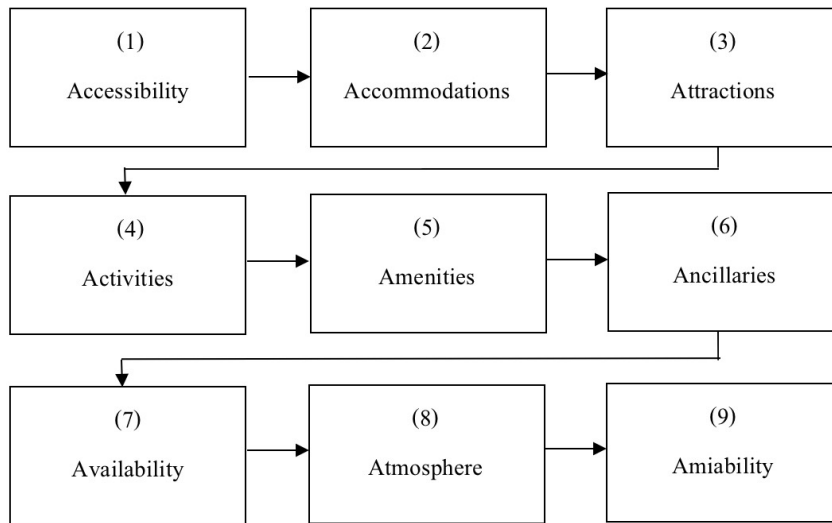 (1)
Accessibility
(2)
Accommodations
(3)
Attractions
(4)
Activities
(5)
Amenities
(6)
Ancillaries
(7)
Availability
(8)
Atmosphere
(9)
Amiability